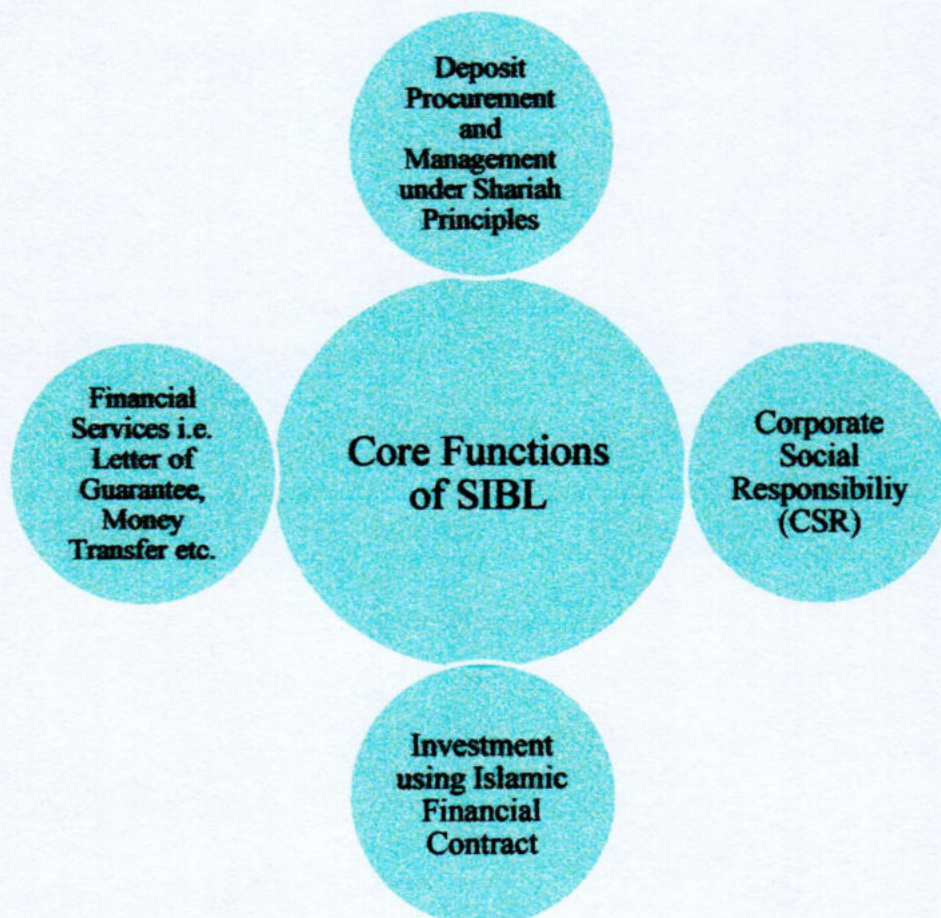 Deposit
Procurement
and
Management
under Shariah
Principles
Financial
Services i.e.
Letter of
Guarantee,
Money
Transfer etc.
Core Functions
of SIBL
Corporate
Social
Responsibiliy
(CSR)
Investment
using Islamic
Financial
Contract